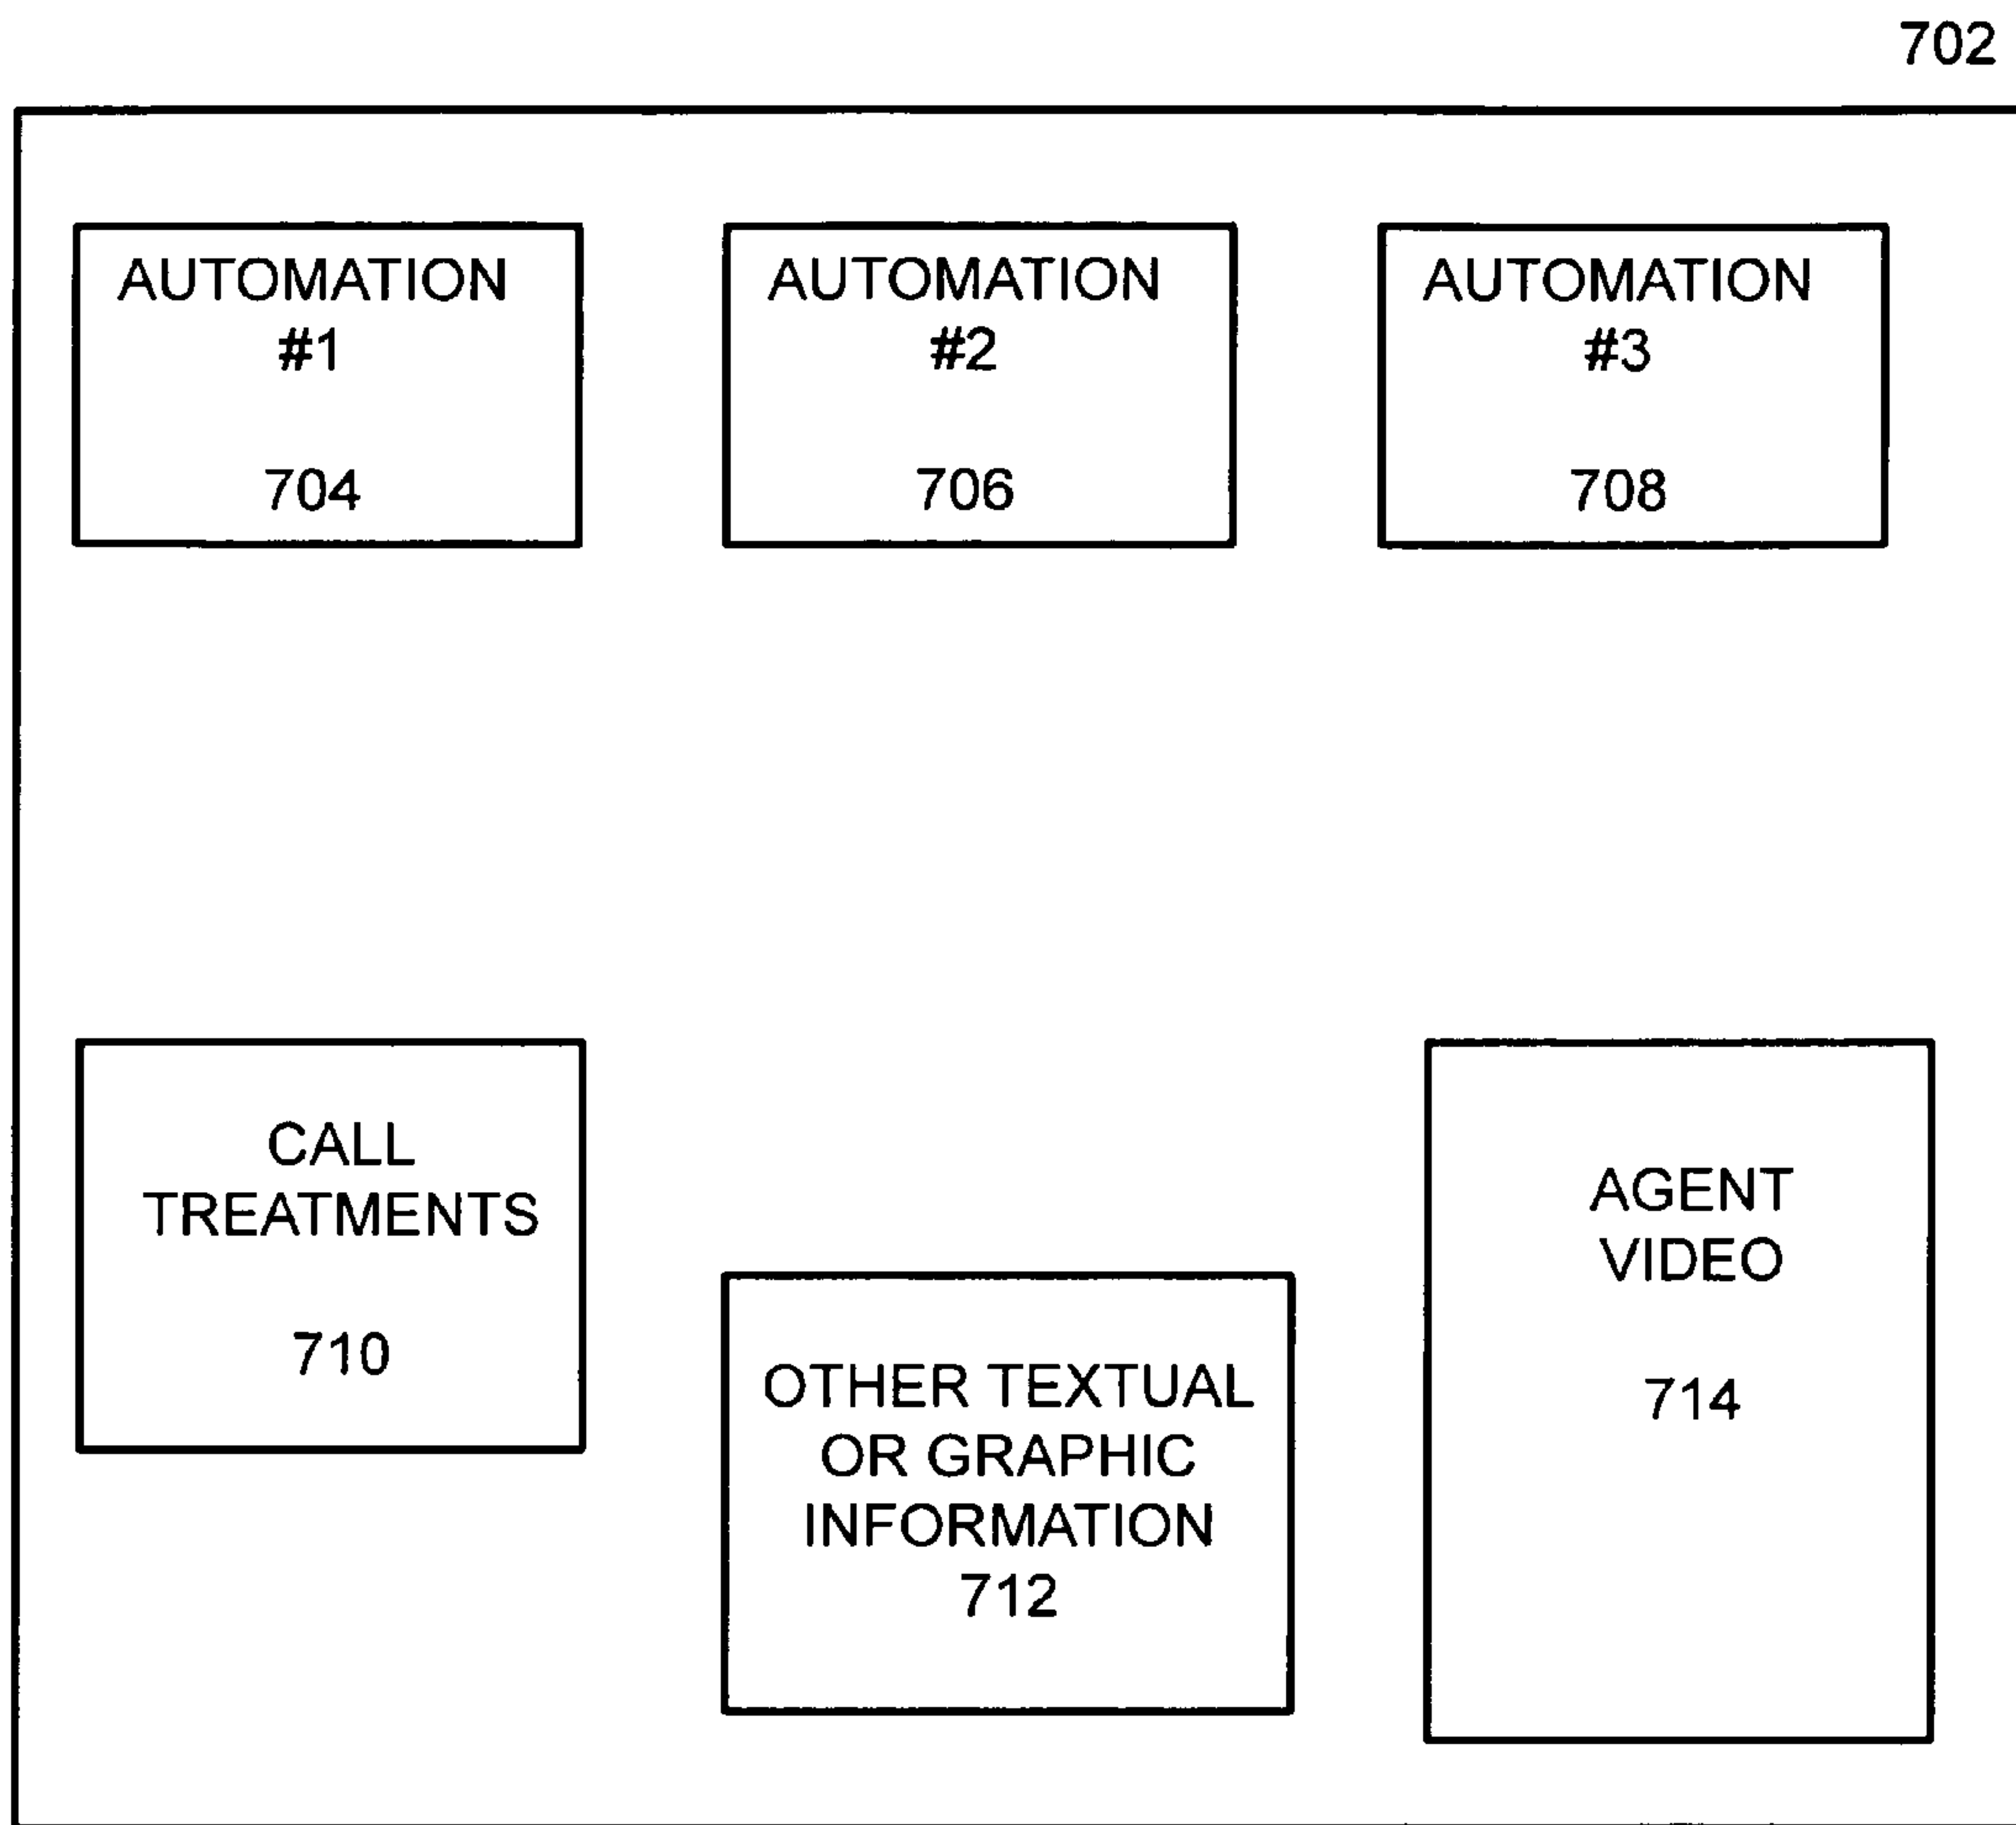 702
AUTOMATION
#1
704
AUTOMATION
#2
706
AUTOMATION
#3
708
CALL
TREATMENTS
710
OTHER TEXTUAL
OR GRAPHIC
INFORMATION
712
AGENT
VIDEO
714